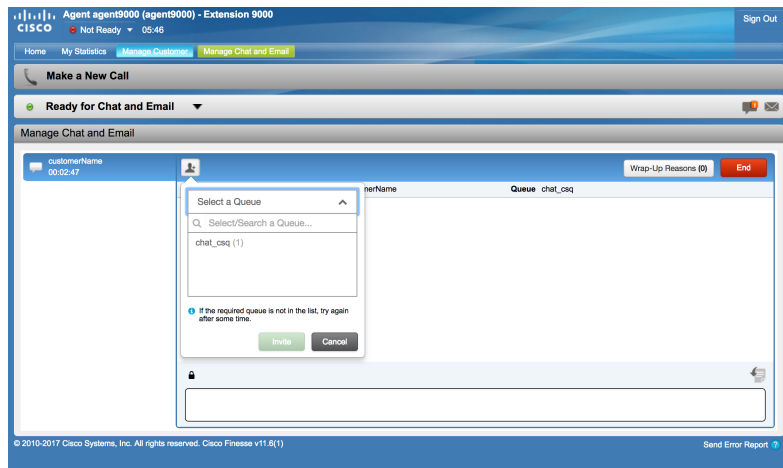 Agent agent9000 (agent9000) - Extension 9000
Sign Out
CISCO
Not Ready 05:46
Home My Statistics Manage Customer Manage Chat and Email
Make a New Call
Ready for Chat and Email
Manage Chat and Email
customerName
00:02:47
Wrap-Up Reasons (0)
End
merName
Queue chat_csq
Select a Queue
Select/Search a Queue...
chat_csq (1)
If the required queue is not in the list, try again
after some time.
Invite
Cancel
© 2010-2017 Cisco Systems, Inc. All rights reserved. Cisco Finesse v11.6(1)
Send Error Report ?